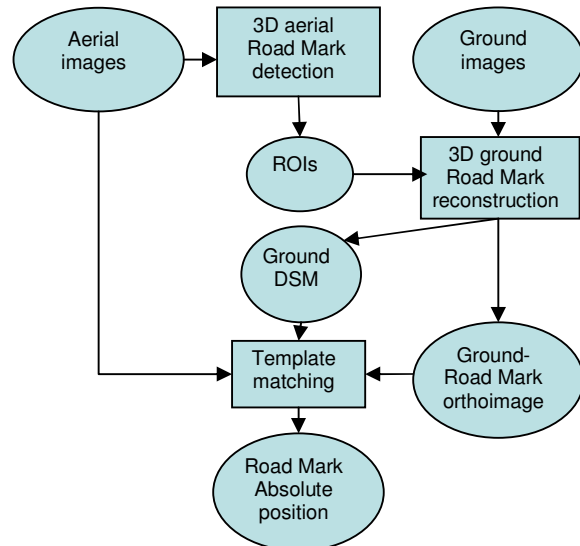 Aerial
images
3D aerial
Road Mark
detection
Ground
images
ROIs
3D ground
Road Mark
reconstruction
Ground
DSM
Template
matching
Ground-
Road Mark
orthoimage
Road Mark
Absolute
position